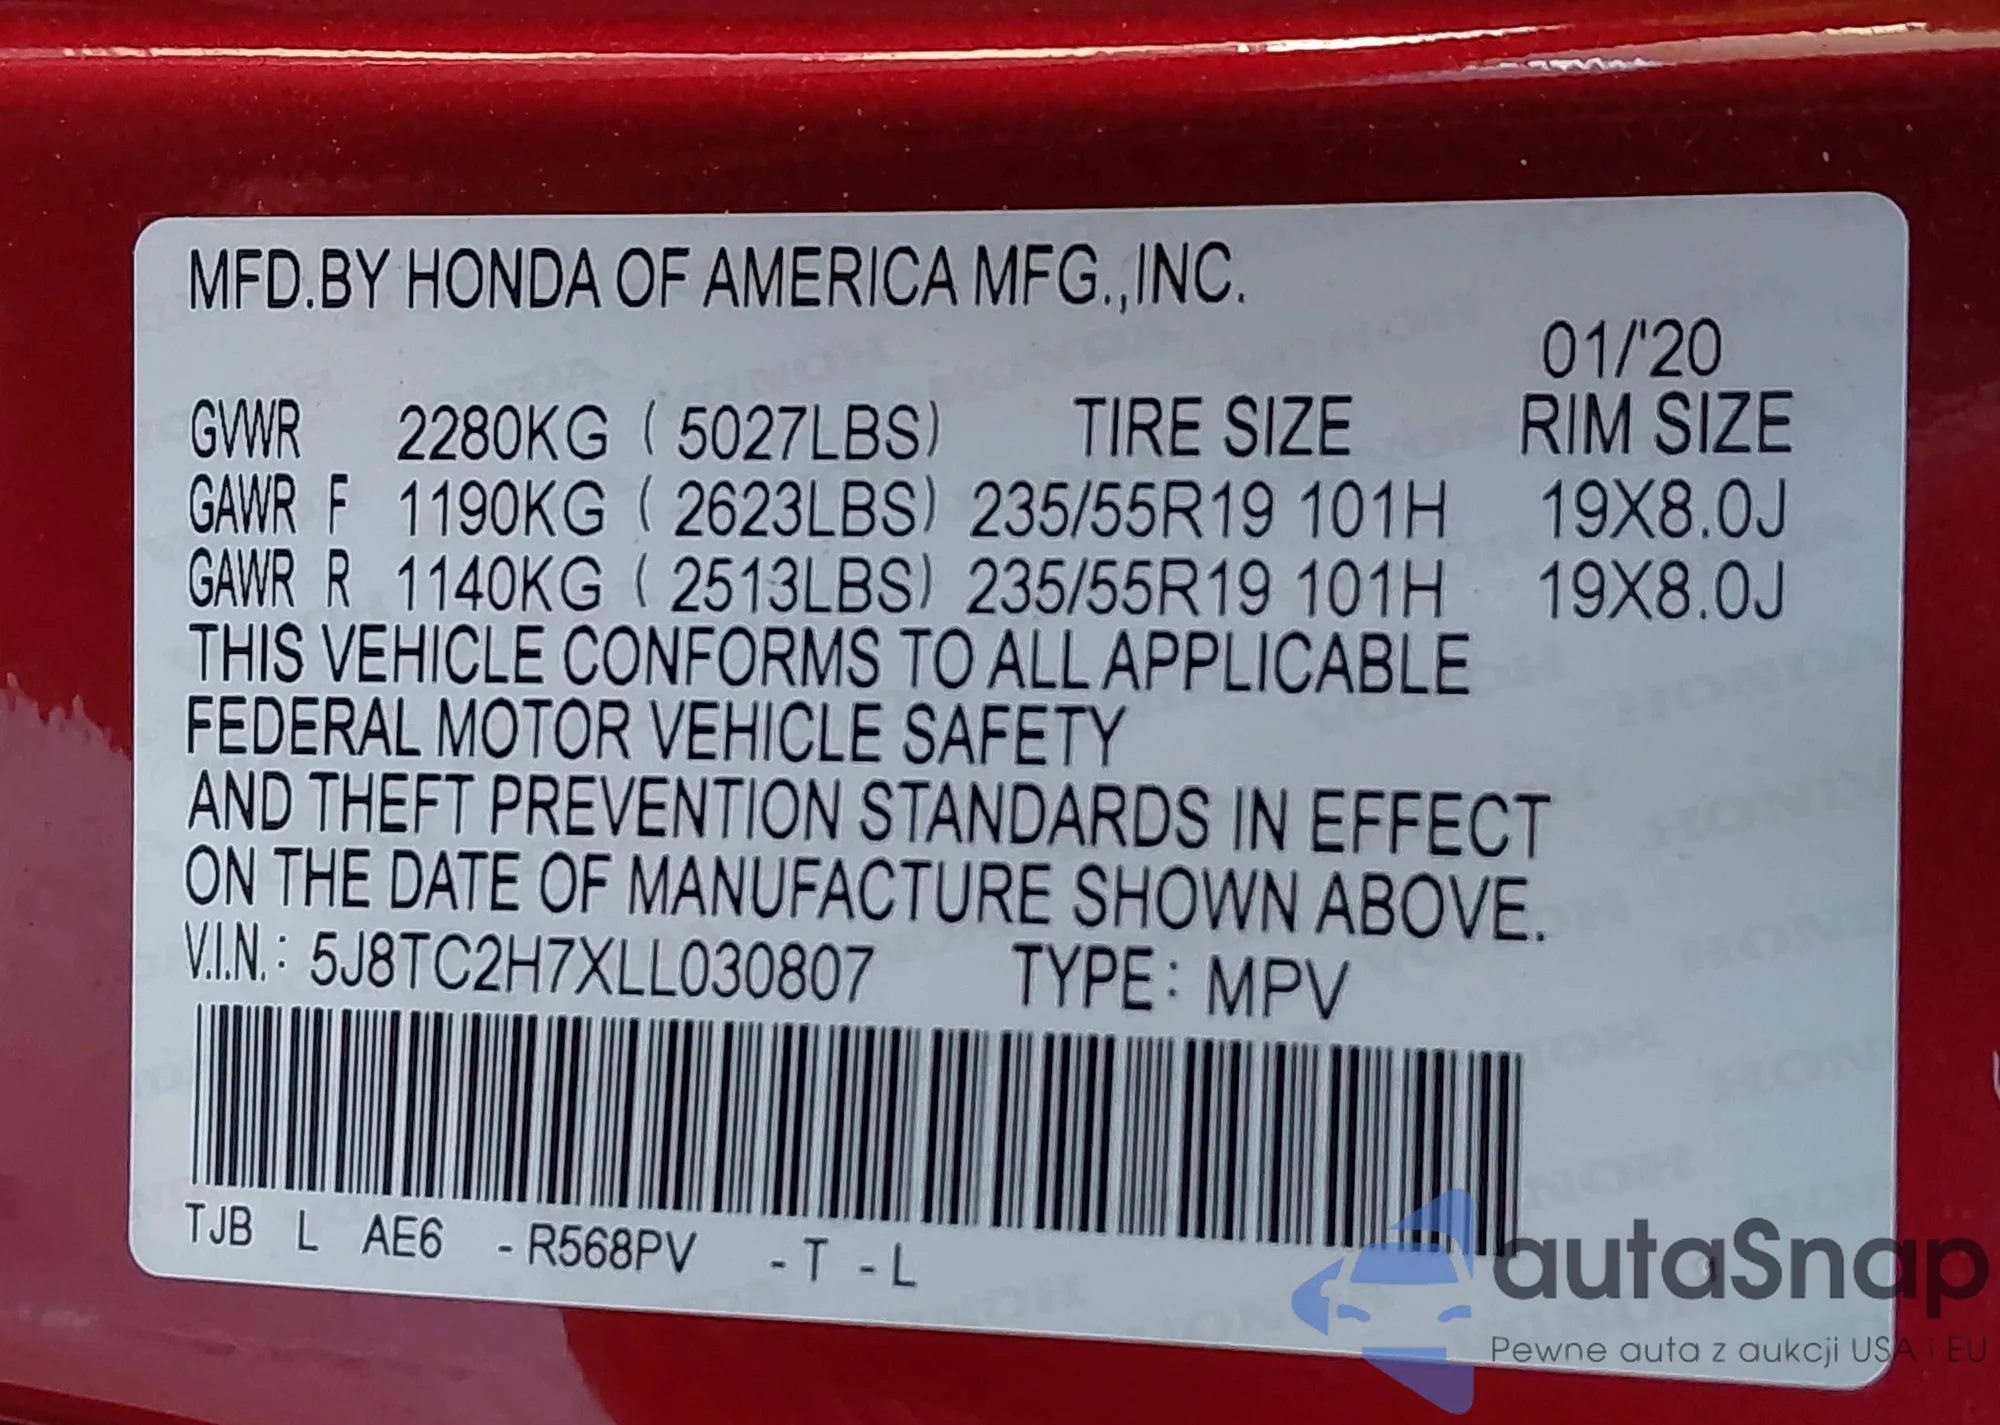 MFD.BY HONDA OF AMERICA MFG.,INC.
01/'20
GVWR 2280KG ( 5027LBS) TIRE SIZE RIM SIZE
GAWR F 1190KG ( 2623LBS) 235/55R19 101H 19X8.0J
GAWR R 1140KG ( 2513LBS) 235/55R19 101H 19X8.0J
THIS VEHICLE CONFORMS TO ALL APPLICABLE
FEDERAL MOTOR VEHICLE SAFETY
AND THEFT PREVENTION STANDARDS IN EFFECT
ON THE DATE OF MANUFACTURE SHOWN ABOVE.
V.I.N.: 5J8TC2H7XLL030807 TYPE: MPV
TJB L AE6 -R568PV -T -L
autaSnap
Pewne auta z aukcji USA i EU